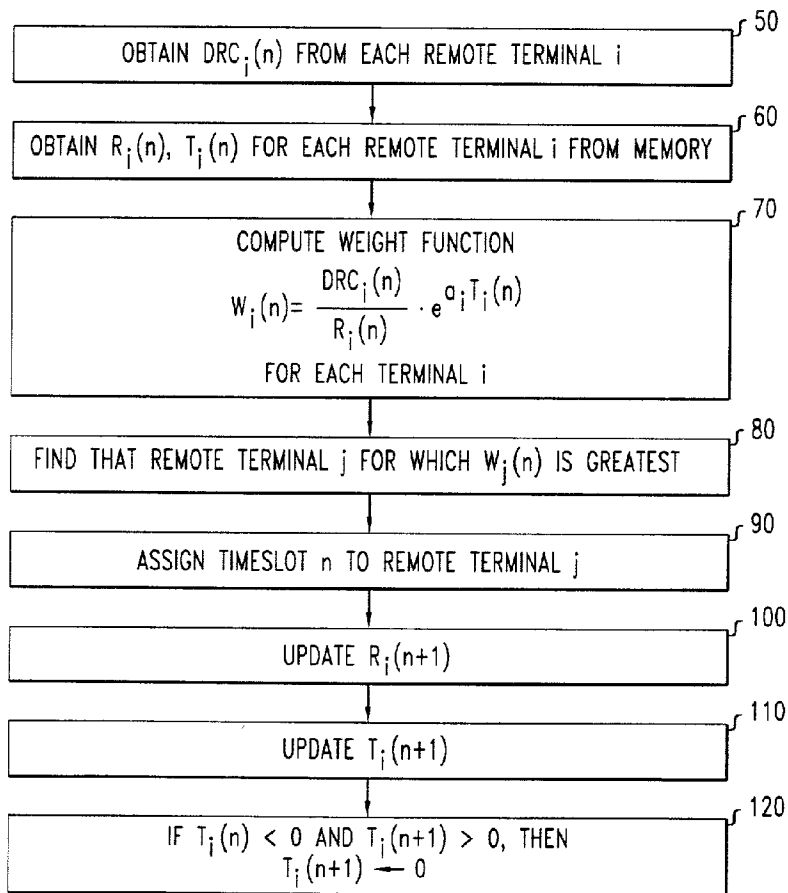 50
OBTAIN DRC_i(n) FROM EACH REMOTE TERMINAL i
60
OBTAIN R_i(n), T_i(n) FOR EACH REMOTE TERMINAL i FROM MEMORY
70
COMPUTE WEIGHT FUNCTION
W_i(n)= DRC_i(n) / R_i(n) · e^{a_i T_i(n)}
FOR EACH TERMINAL i
80
FIND THAT REMOTE TERMINAL j FOR WHICH W_j(n) IS GREATEST
90
ASSIGN TIMESLOT n TO REMOTE TERMINAL j
100
UPDATE R_i(n+1)
110
UPDATE T_i(n+1)
120
IF T_i(n) < 0 AND T_i(n+1) > 0, THEN
T_i(n+1) ← 0